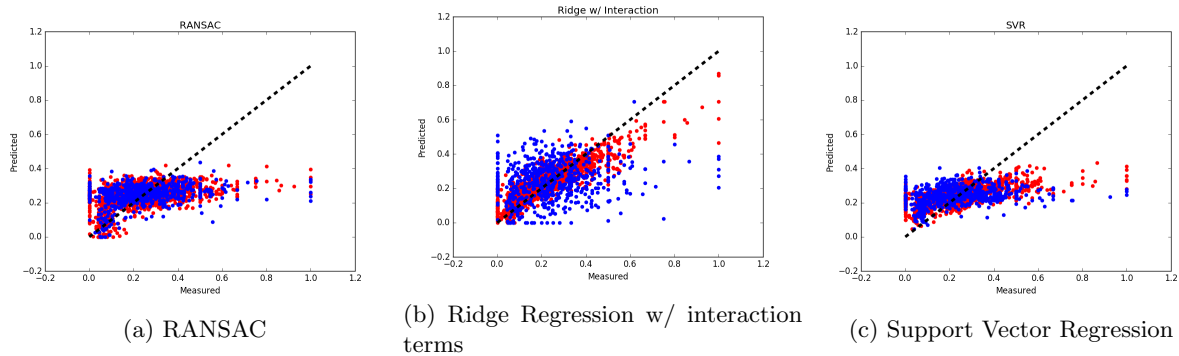 RANSAC
1.2
1.0
0.8
0.6
0.4
0.2
0.0
−0.2
Predicted
−0.2 0.0 0.2 0.4 0.6 0.8 1.0 1.2
Measured
(a) RANSAC
Ridge w/ Interaction
1.2
1.0
0.8
0.6
0.4
0.2
0.0
−0.2
Predicted
−0.2 0.0 0.2 0.4 0.6 0.8 1.0 1.2
Measured
(b) Ridge Regression w/ interaction
terms
SVR
1.2
1.0
0.8
0.6
0.4
0.2
0.0
−0.2
Predicted
−0.2 0.0 0.2 0.4 0.6 0.8 1.0 1.2
Measured
(c) Support Vector Regression